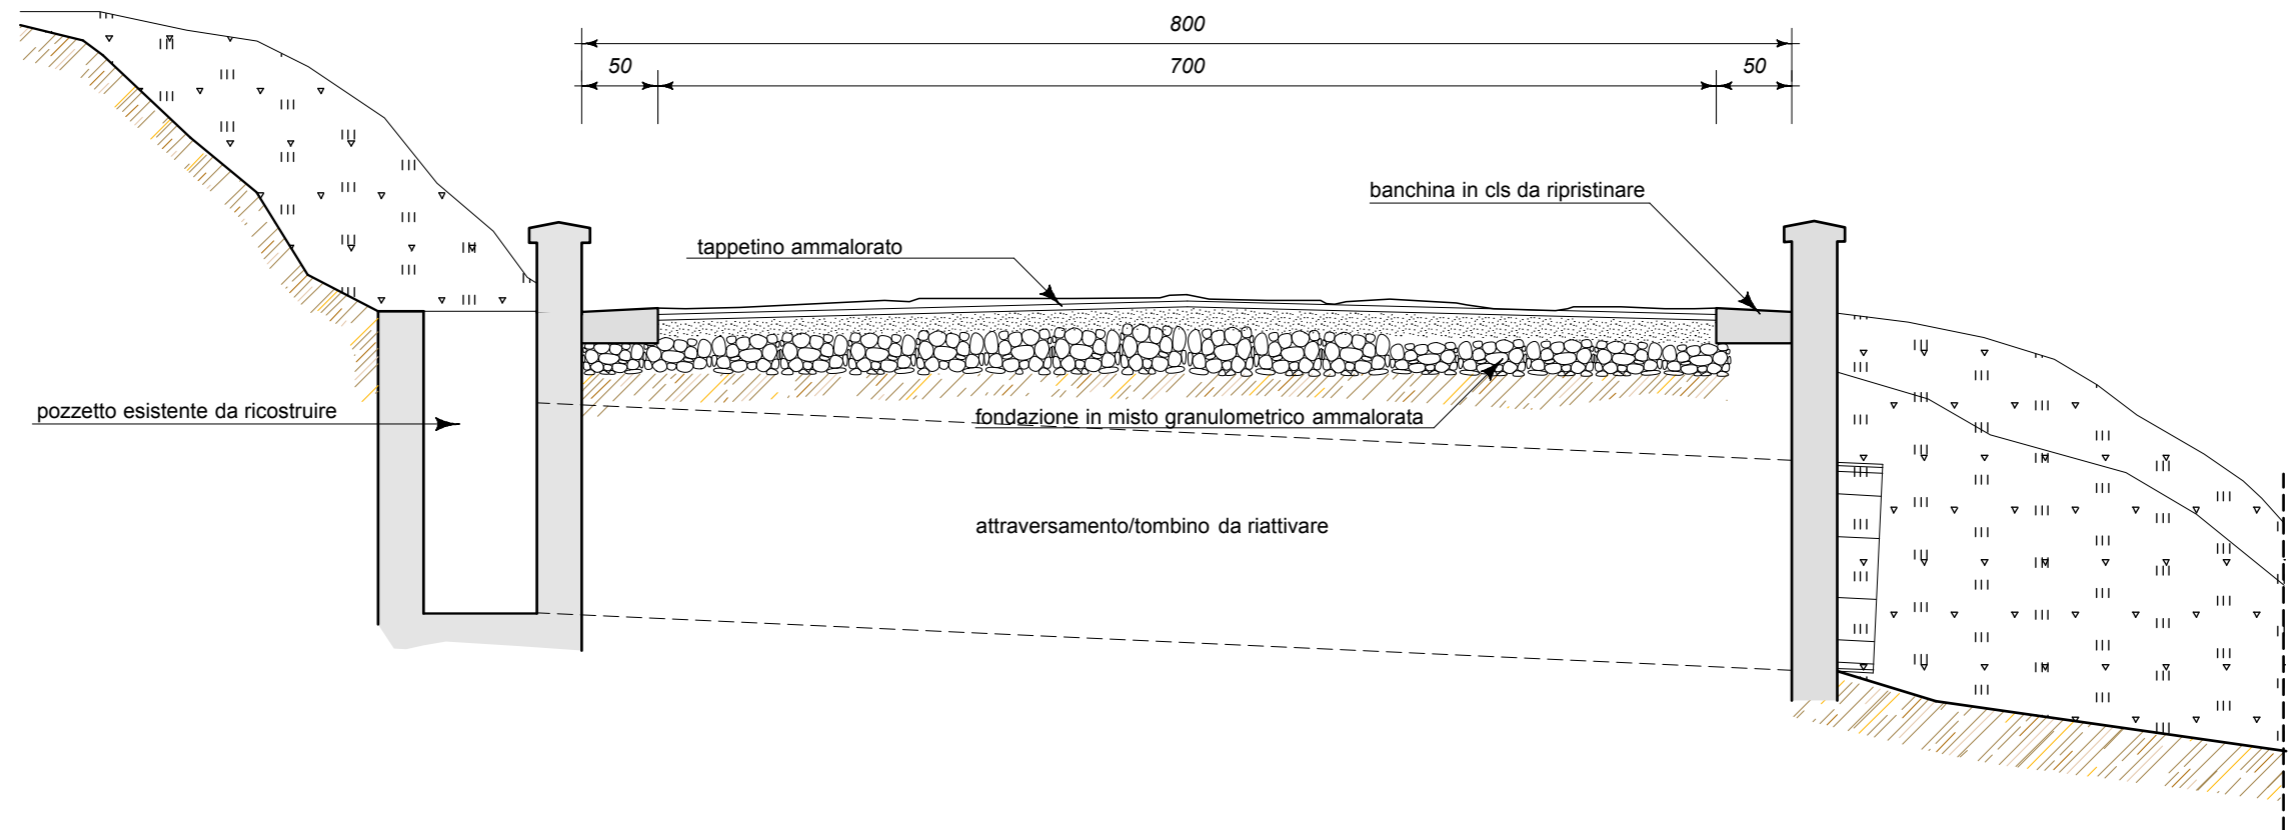 800
50
700
50
banchina in cls da ripristinare
tappetino ammalorato
pozzetto esistente da ricostruire
fondazione in misto granulometrico ammalorata
attraversamento/tombino da riattivare